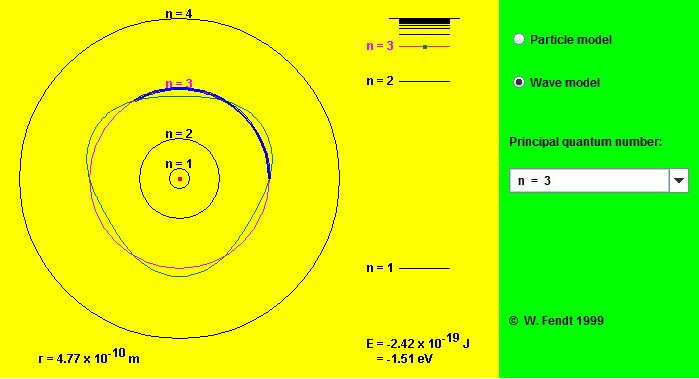 n = 4
n = 3
n = 2
n = 1
r = 4.77 x 10⁻¹⁰ m
n = 3
n = 2
n = 1
E = -2.42 x 10⁻¹⁹ J
= -1.51 eV
Particle model
Wave model
Principal quantum number:
n = 3
© W. Fendt 1999